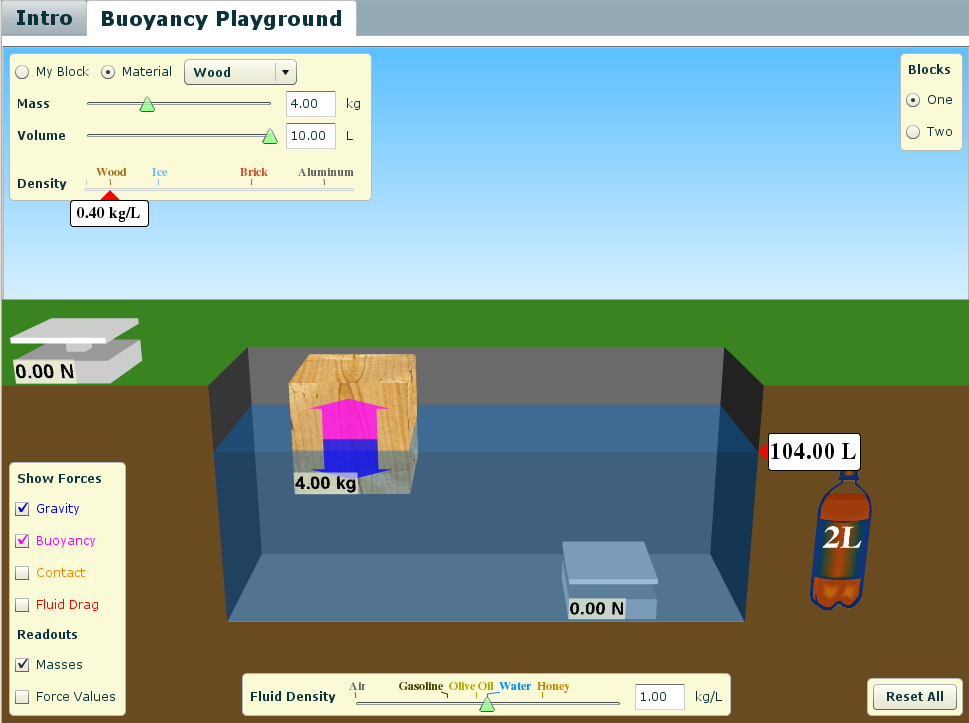 Intro
Buoyancy Playground
My Block
Material
Wood
Mass
4.00
kg
Volume
10.00
L
Wood
Ice
Brick
Aluminum
Density
0.40 kg/L
Blocks
One
Two
0.00 N
4.00 kg
104.00 L
2L
0.00 N
Show Forces
Gravity
Buoyancy
Contact
Fluid Drag
Readouts
Masses
Force Values
Air
Gasoline
Olive Oil
Water
Honey
Fluid Density
1.00
kg/L
Reset All